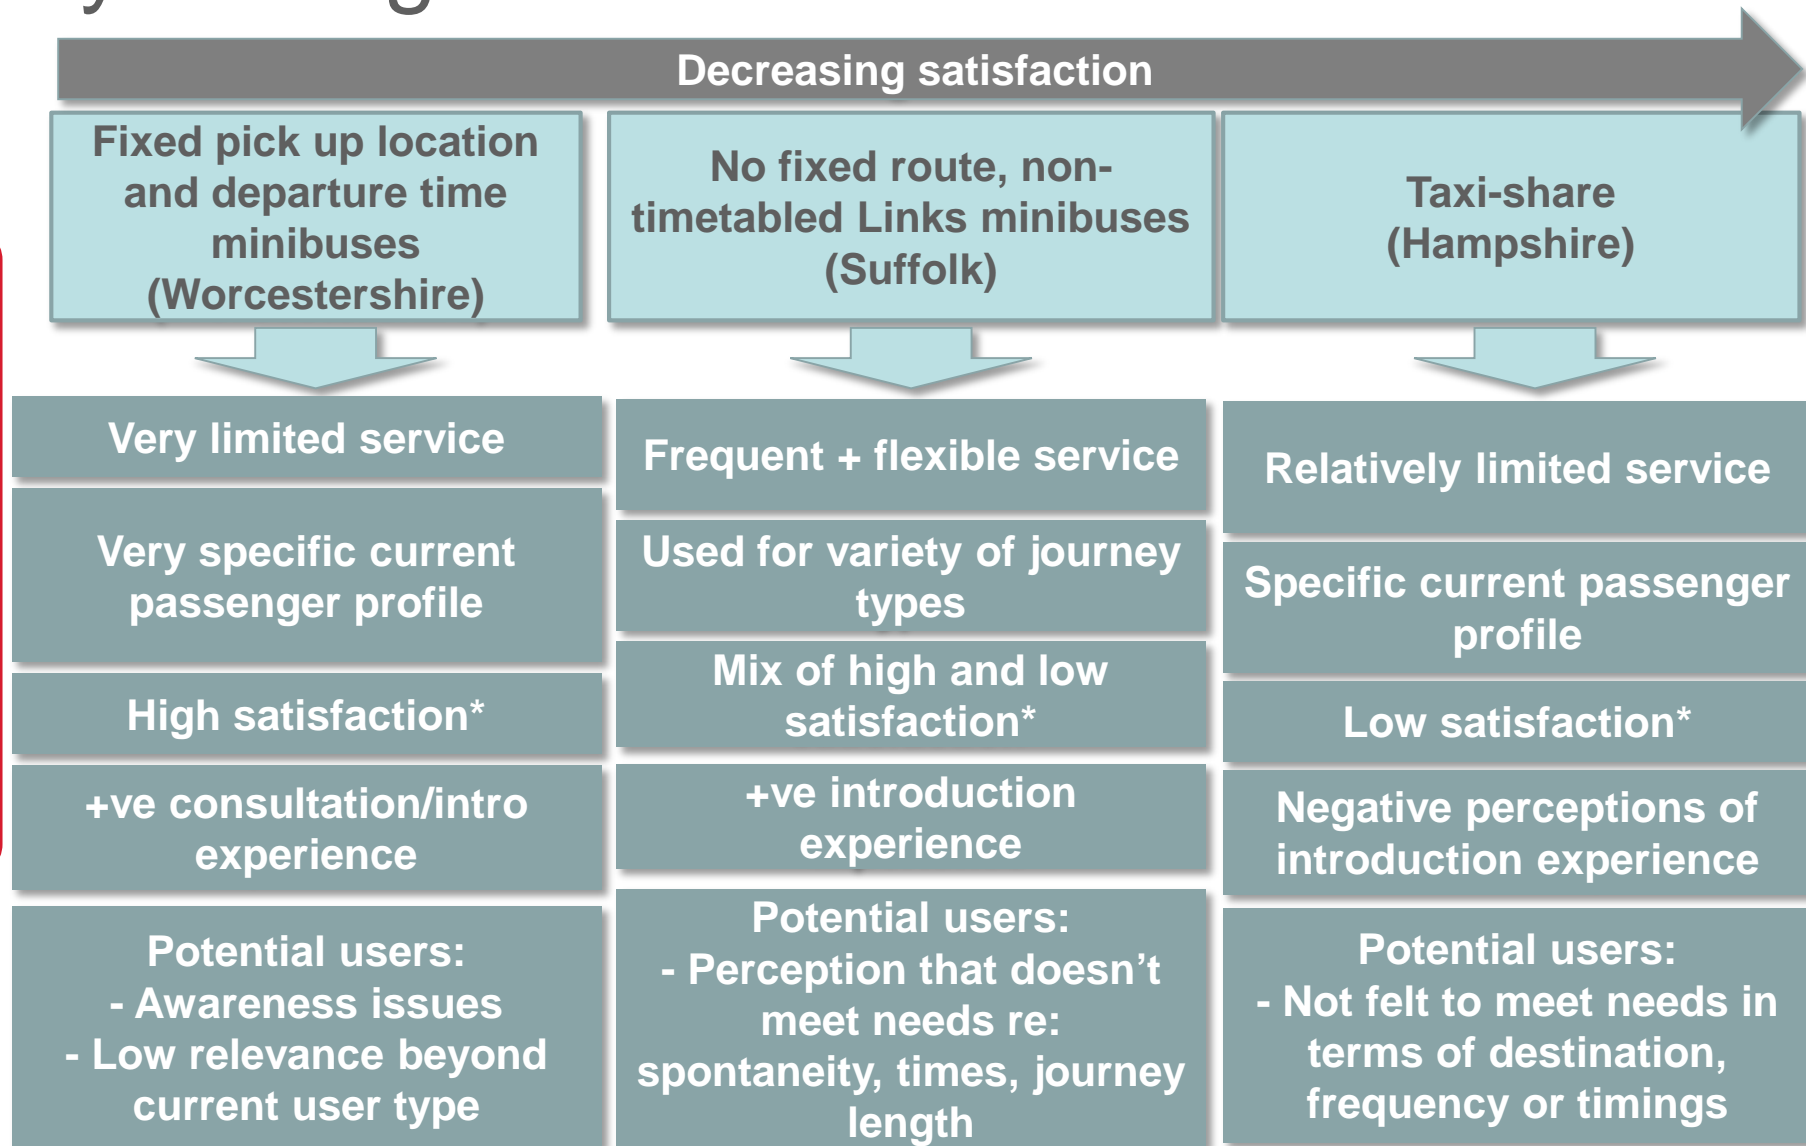 Decreasing satisfaction
Fixed pick up location
and departure time
minibuses
(Worcestershire)
No fixed route, non-
timetabled Links minibuses
(Suffolk)
Taxi-share
(Hampshire)
Very limited service
Very specific current
passenger profile
High satisfaction*
+ve consultation/intro
experience
Potential users:
- Awareness issues
- Low relevance beyond
current user type
Frequent + flexible service
Used for variety of journey
types
Mix of high and low
satisfaction*
+ve introduction
experience
Potential users:
- Perception that doesn’t
meet needs re:
spontaneity, times, journey
length
Relatively limited service
Specific current passenger
profile
Low satisfaction*
Negative perceptions of
introduction experience
Potential users:
- Not felt to meet needs in
terms of destination,
frequency or timings